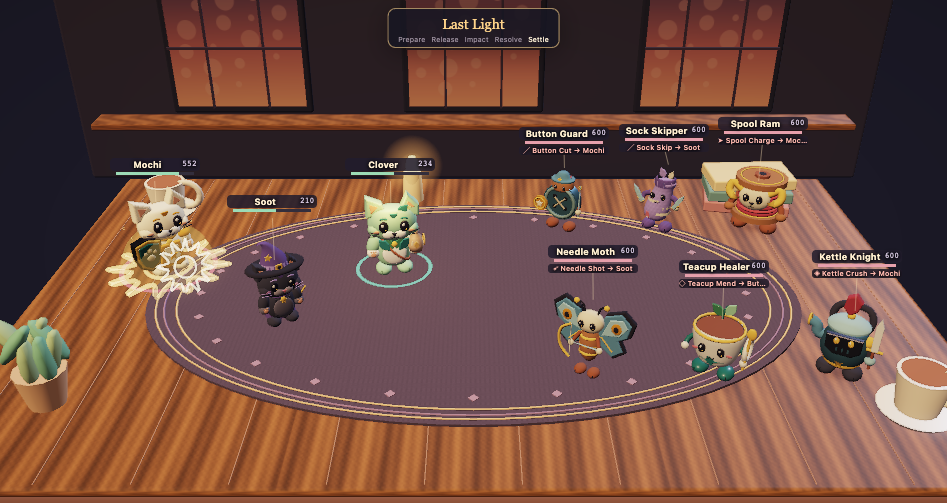 Last Light
Prepare Release Impact Resolve Settle
Button Guard 600
Button Cut → Mochi
Sock Skipper 600
Sock Skip → Soot
Spool Ram 600
Spool Charge → Moc...
Mochi 552
Soot 210
Clover 234
Needle Moth 600
Needle Shot → Soot
Teacup Healer 600
Teacup Mend → But...
Kettle Knight 600
Kettle Crush → Mochi